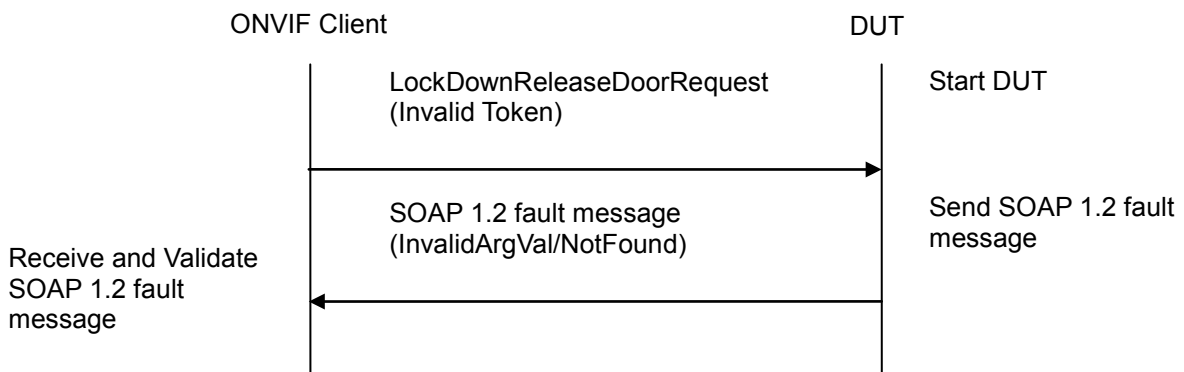 ONVIF Client
DUT
LockDownReleaseDoorRequest
(Invalid Token)
Start DUT
SOAP 1.2 fault message
(InvalidArgVal/NotFound)
Send SOAP 1.2 fault
message
Receive and Validate
SOAP 1.2 fault
message